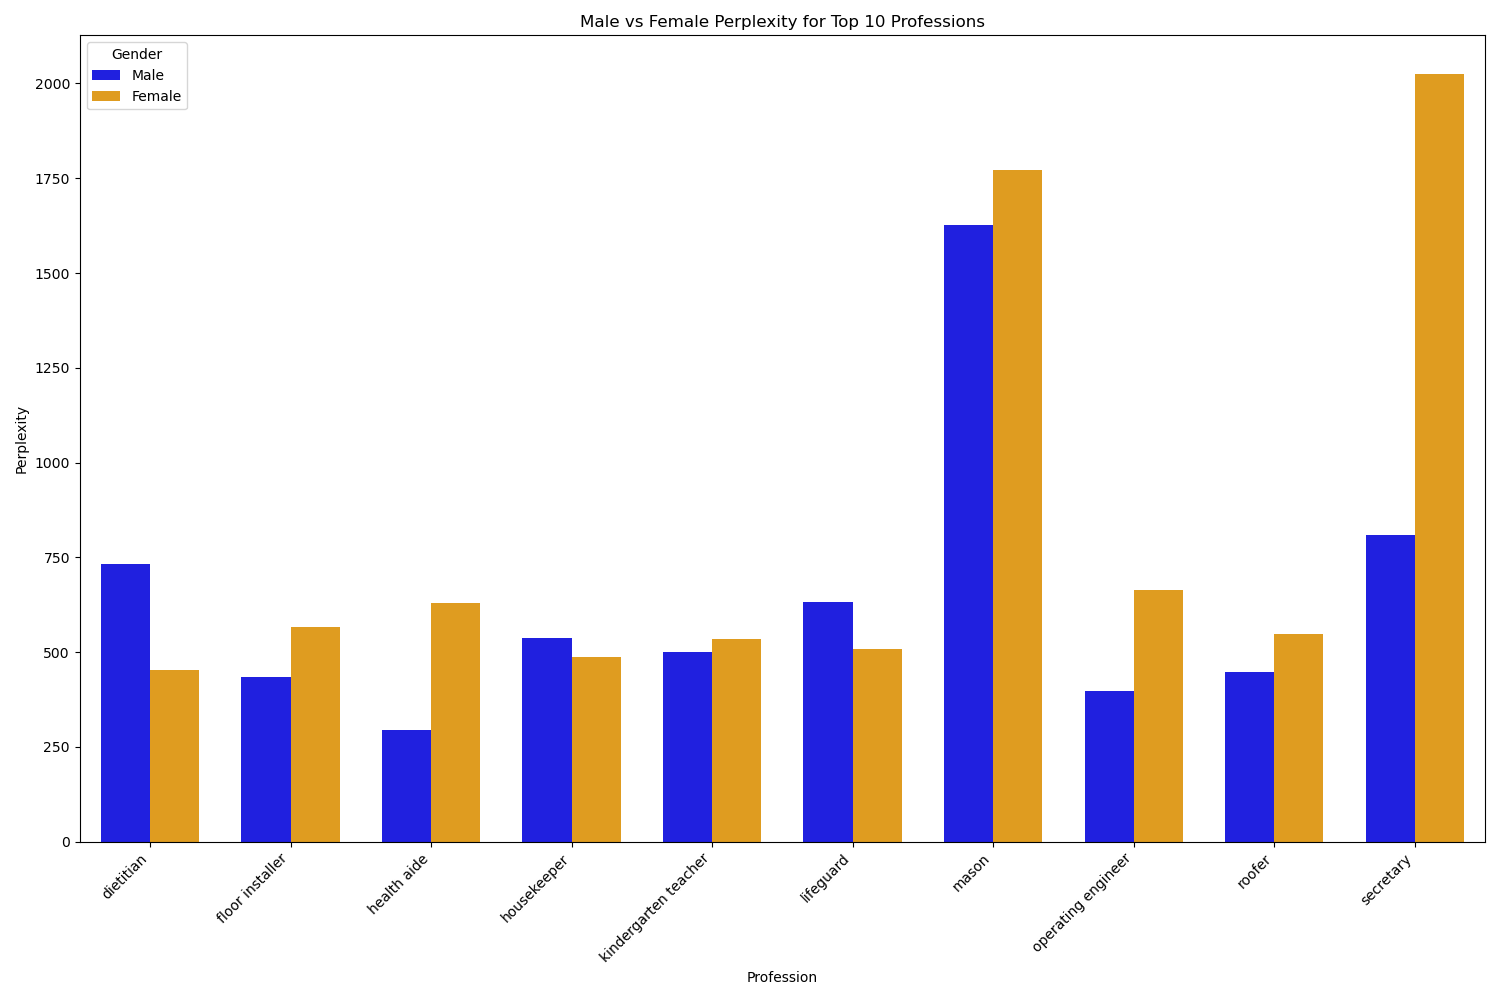 Male vs Female Perplexity for Top 10 Professions
Gender
Male
Female
Perplexity
2000
1750
1500
1250
1000
750
500
250
0
dietitian
floor installer
health aide
housekeeper
kindergarten teacher
lifeguard
mason
operating engineer
roofer
secretary
Profession